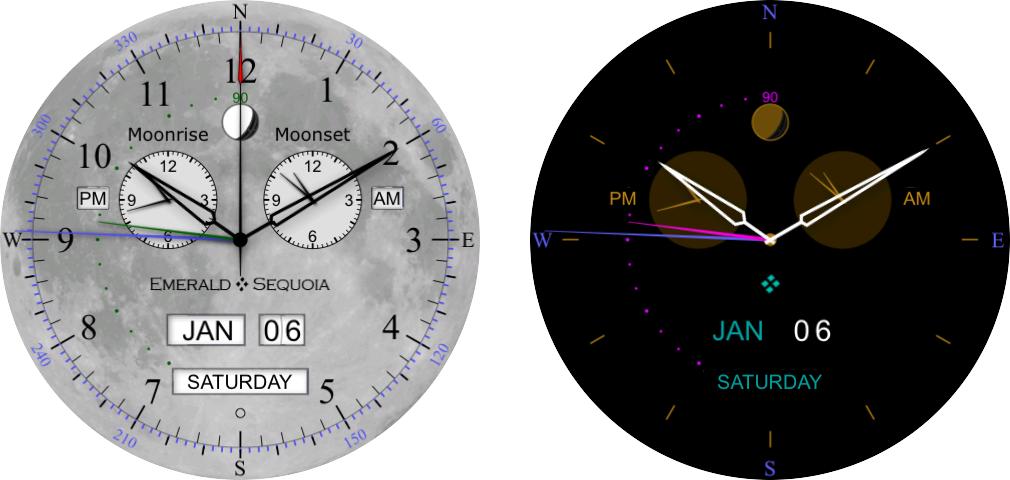 N
330
30
12
11
1
90
300
60
Moonrise
Moonset
10
2
12
12
PM
9
3
9
3
AM
6
6
W
9
3
E
EMERALD SEQUOIA
8
JAN
06
4
240
120
7
SATURDAY
5
210
150
S
N
90
PM
AM
W
E
JAN
06
SATURDAY
S